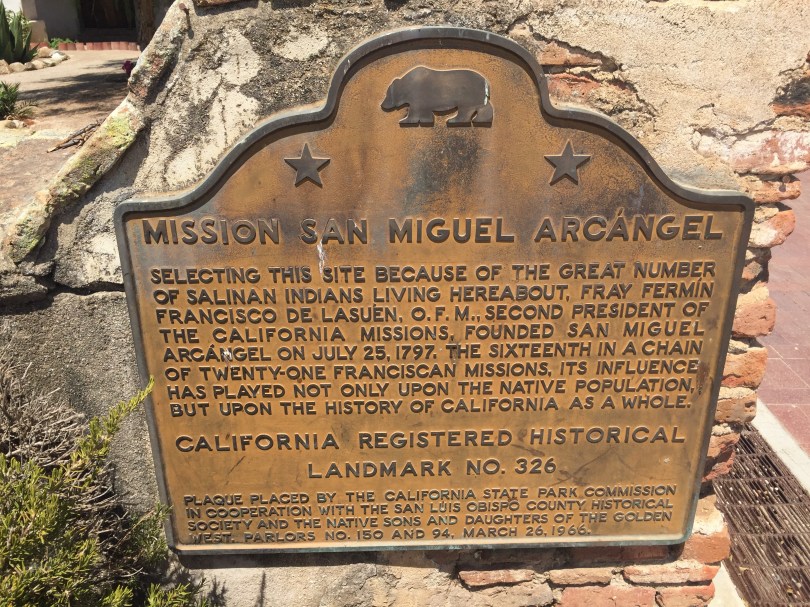 MISSION SAN MIGUEL ARCÁNGEL
SELECTING THIS SITE BECAUSE OF THE GREAT NUMBER
OF SALINAN INDIANS LIVING HEREABOUT, FRAY FERMÍN
FRANCISCO DE LASUÉN, O.F.M., SECOND PRESIDENT OF
THE CALIFORNIA MISSIONS, FOUNDED SAN MIGUEL
ARCÁNGEL ON JULY 25, 1797. THE SIXTEENTH IN A CHAIN
OF TWENTY-ONE FRANCISCAN MISSIONS, ITS INFLUENCE
HAS PLAYED NOT ONLY UPON THE NATIVE POPULATION,
BUT UPON THE HISTORY OF CALIFORNIA AS A WHOLE.
CALIFORNIA REGISTERED HISTORICAL
LANDMARK NO. 326
PLAQUE PLACED BY THE CALIFORNIA STATE PARK COMMISSION
IN COOPERATION WITH THE SAN LUIS OBISPO COUNTY HISTORICAL
SOCIETY AND THE NATIVE SONS AND DAUGHTERS OF THE GOLDEN
WEST, PARLORS NO. 150 AND 94, MARCH 26, 1966.